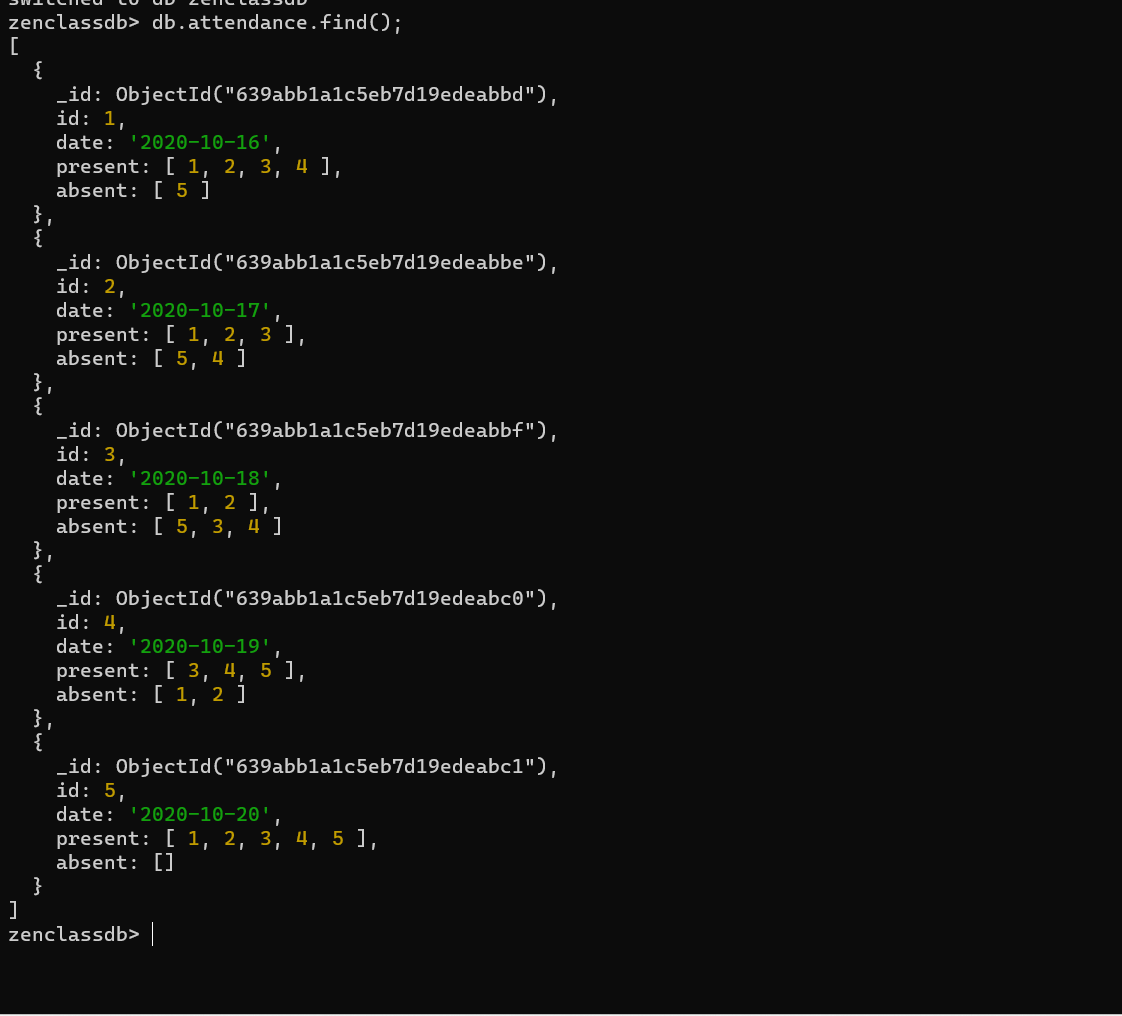 switched to db zenclassdb
zenclassdb> db.attendance.find();
[
  {
    _id: ObjectId("639abb1a1c5eb7d19edeabbd"),
    id: 1,
    date: '2020-10-16',
    present: [ 1, 2, 3, 4 ],
    absent: [ 5 ]
  },
  {
    _id: ObjectId("639abb1a1c5eb7d19edeabbe"),
    id: 2,
    date: '2020-10-17',
    present: [ 1, 2, 3 ],
    absent: [ 5, 4 ]
  },
  {
    _id: ObjectId("639abb1a1c5eb7d19edeabbf"),
    id: 3,
    date: '2020-10-18',
    present: [ 1, 2 ],
    absent: [ 5, 3, 4 ]
  },
  {
    _id: ObjectId("639abb1a1c5eb7d19edeabc0"),
    id: 4,
    date: '2020-10-19',
    present: [ 3, 4, 5 ],
    absent: [ 1, 2 ]
  },
  {
    _id: ObjectId("639abb1a1c5eb7d19edeabc1"),
    id: 5,
    date: '2020-10-20',
    present: [ 1, 2, 3, 4, 5 ],
    absent: []
  }
]
zenclassdb>